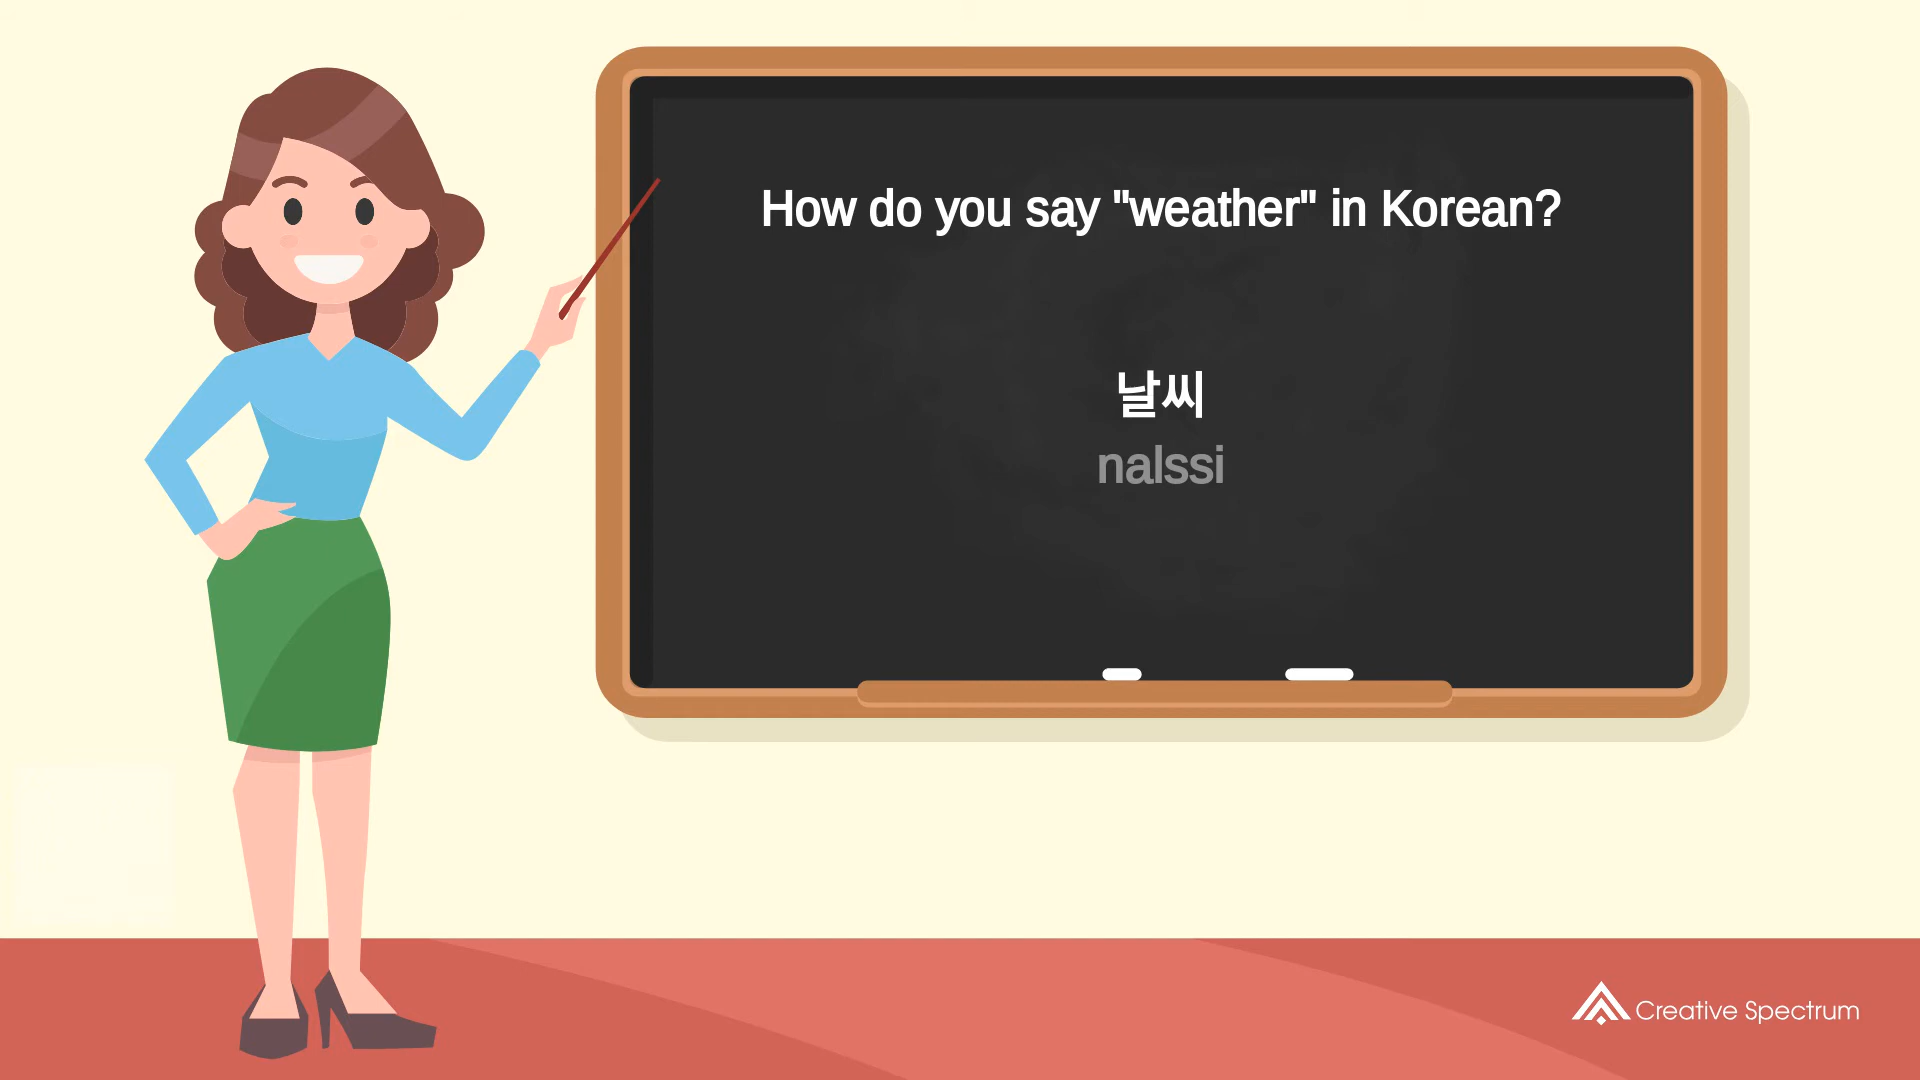 How do you say "weather" in Korean?
날씨
nalssi
Creative Spectrum